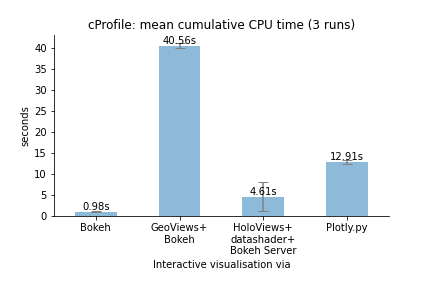 cProfile: mean cumulative CPU time (3 runs)
40.56s
40
35
30
25
20
15
10
5
0
seconds
0.98s
4.61s
12.91s
Bokeh
GeoViews+
Bokeh
HoloViews+
datashader+
Bokeh Server
Plotly.py
Interactive visualisation via